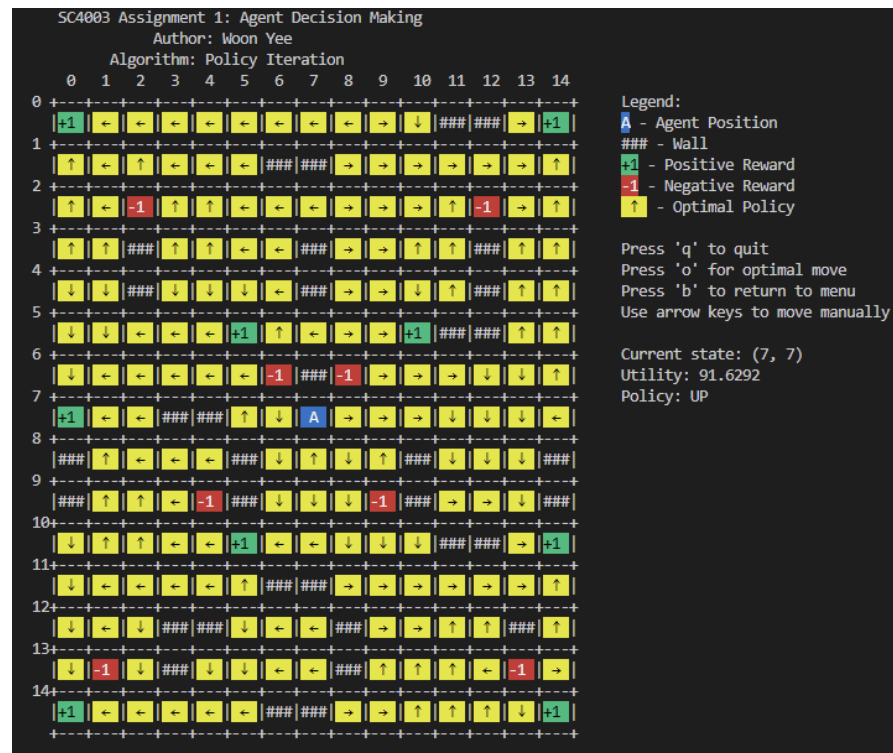 SC4003 Assignment 1: Agent Decision Making
Author: Woon Yee
Algorithm: Policy Iteration
0 1 2 3 4 5 6 7 8 9 10 11 12 13 14
0 +---+---+---+---+---+---+---+---+---+---+---+---+---+---+---+
|+1 | ← | ← | ← | ← | ← | ← | ← | ← | → | ↓ |###|###| → |+1 |
1 +---+---+---+---+---+---+---+---+---+---+---+---+---+---+---+
| ↑ | ← | ↑ | ← | ← | ← |###|###| → | → | → | → | → | → | ↑ |
2 +---+---+---+---+---+---+---+---+---+---+---+---+---+---+---+
| ↑ | ← |-1 | ↑ | ↑ | ← | ← | ← | → | → | → | ↑ |-1 | → | ↑ |
3 +---+---+---+---+---+---+---+---+---+---+---+---+---+---+---+
| ↑ | ↑ |###| ↑ | ↑ | ← | ← |###| → | → | ↑ | ↑ |###| ↑ | ↑ |
4 +---+---+---+---+---+---+---+---+---+---+---+---+---+---+---+
| ↓ | ↓ |###| ↓ | ↓ | ↓ | ← |###| → | → | ↓ | ↑ |###| ↑ | ↑ |
5 +---+---+---+---+---+---+---+---+---+---+---+---+---+---+---+
| ↓ | ↓ | ← | ← | ← |+1 | ↑ | ← | → | → |+1 |###|###| ↑ | ↑ |
6 +---+---+---+---+---+---+---+---+---+---+---+---+---+---+---+
| ↓ | ← | ← | ← | ← | ← |-1 |###|-1 | → | → | → | ↓ | ↓ | ↑ |
7 +---+---+---+---+---+---+---+---+---+---+---+---+---+---+---+
|+1 | ← | ← |###|###| ↑ | ↓ | A | → | → | → | ↓ | ↓ | ↓ | ← |
8 +---+---+---+---+---+---+---+---+---+---+---+---+---+---+---+
|###| ↑ | ← | ← | ← |###| ↓ | ↑ | ↓ | ↑ |###| ↓ | ↓ | ↓ |###|
9 +---+---+---+---+---+---+---+---+---+---+---+---+---+---+---+
|###| ↑ | ↑ | ← |-1 |###| ↓ | ↓ | ↓ |-1 |###| → | → | ↓ |###|
10+---+---+---+---+---+---+---+---+---+---+---+---+---+---+---+
| ↓ | ↑ | ↑ | ← | ← |+1 | ← | ← | ↓ | ↓ | ↓ |###|###| → |+1 |
11+---+---+---+---+---+---+---+---+---+---+---+---+---+---+---+
| ↓ | ← | ← | ← | ← | ↑ |###|###| → | → | → | → | → | → | ↑ |
12+---+---+---+---+---+---+---+---+---+---+---+---+---+---+---+
| ↓ | ← | ↓ |###|###| ↓ | ← | ← |###| → | → | ↑ | ↑ |###| ↑ |
13+---+---+---+---+---+---+---+---+---+---+---+---+---+---+---+
| ↓ |-1 | ↓ |###| ↓ | ↓ | ← | ← |###| ↑ | ↑ | ↑ | ← |-1 | → |
14+---+---+---+---+---+---+---+---+---+---+---+---+---+---+---+
|+1 | ← | ← | ← | ← | ← |###|###| → | → | ↑ | ↑ | ↑ | ↓ |+1 |
+---+---+---+---+---+---+---+---+---+---+---+---+---+---+---+
Legend:
A - Agent Position
### - Wall
+1 - Positive Reward
-1 - Negative Reward
↑ - Optimal Policy
Press 'q' to quit
Press 'o' for optimal move
Press 'b' to return to menu
Use arrow keys to move manually
Current state: (7, 7)
Utility: 91.6292
Policy: UP